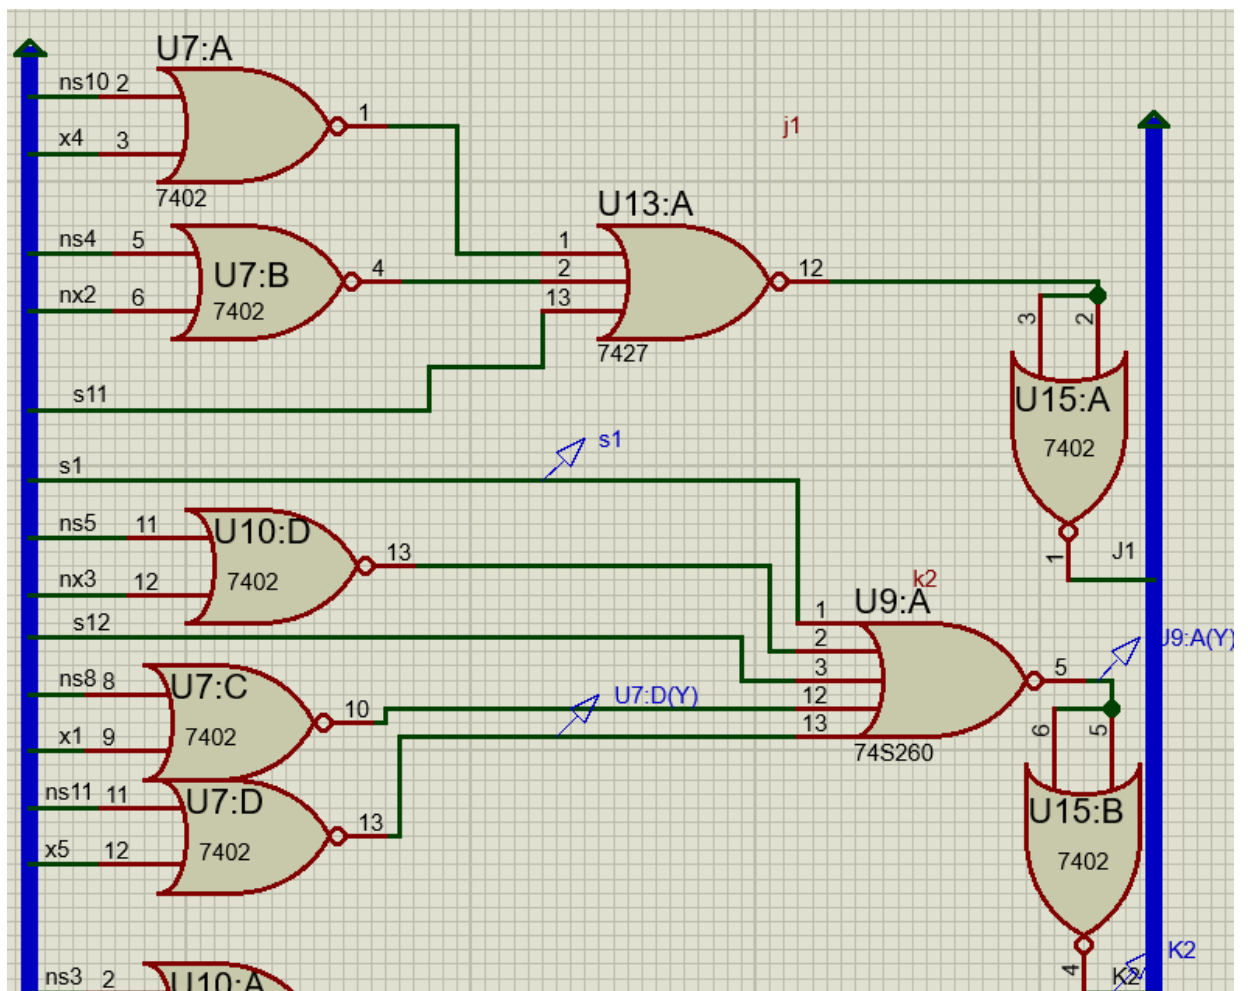 U7:A
ns10 2
x4 3
1
7402
j1
ns4 5
nx2 6
U7:B
7402
4
U13:A
1
2
13
12
7427
3
2
U15:A
7402
1
J1
s11
s1
s1
ns5 11
nx3 12
U10:D
7402
13
s12
k2
U9:A
1
2
3
12
13
5
74S260
U9:A(Y)
ns8 8
x1 9
U7:C
7402
10
U7:D(Y)
ns11 11
x5 12
U7:D
7402
13
6
5
U15:B
7402
4
K2
K2
ns3 2
U10:A